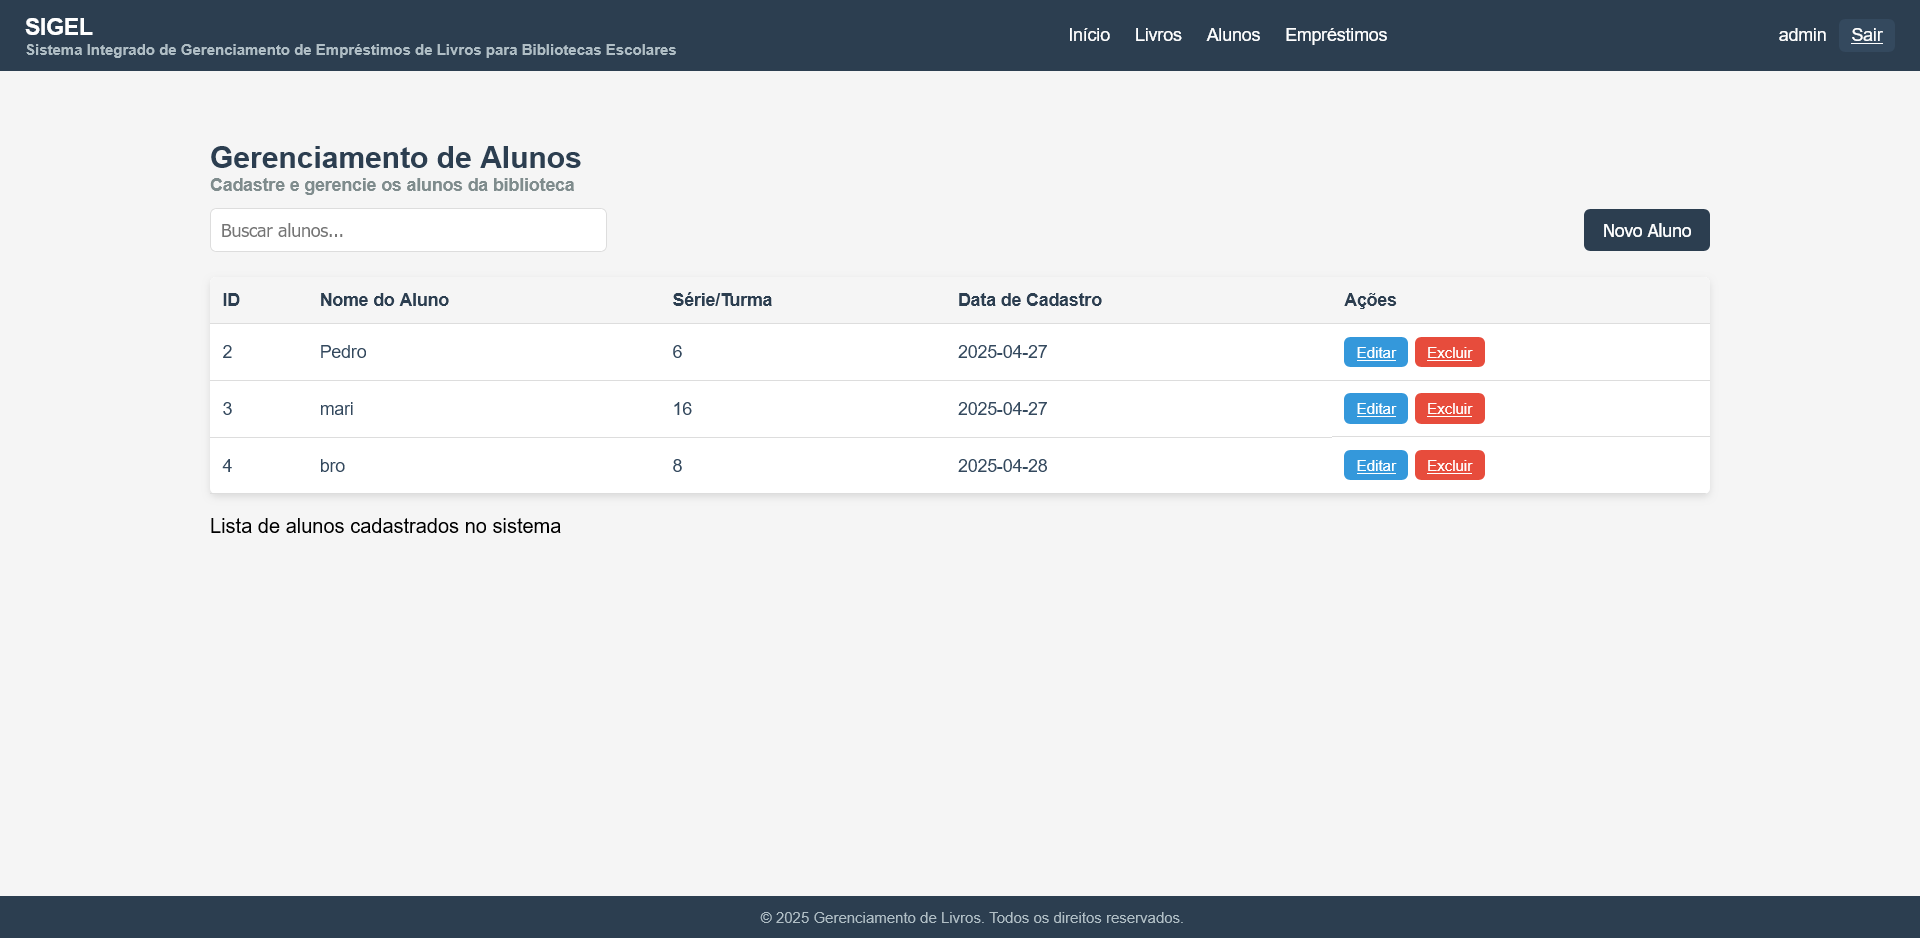 SIGEL
Sistema Integrado de Gerenciamento de Empréstimos de Livros para Bibliotecas Escolares
Início Livros Alunos Empréstimos
admin Sair
Gerenciamento de Alunos
Cadastre e gerencie os alunos da biblioteca
Buscar alunos...
Novo Aluno
ID Nome do Aluno Série/Turma Data de Cadastro Ações
2 Pedro 6 2025-04-27 Editar Excluir
3 mari 16 2025-04-27 Editar Excluir
4 bro 8 2025-04-28 Editar Excluir
Lista de alunos cadastrados no sistema
© 2025 Gerenciamento de Livros. Todos os direitos reservados.